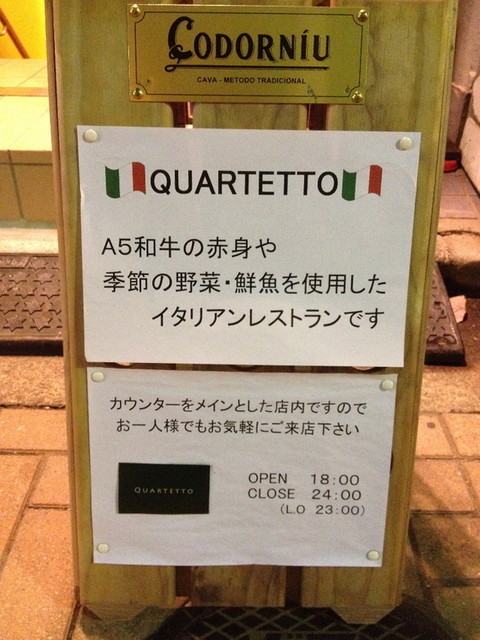 CODORNÍU
CAVA - METODO TRADICIONAL
QUARTETTO
A5和牛の赤身や
季節の野菜・鮮魚を使用した
イタリアンレストランです
カウンターをメインとした店内ですので
お一人様でもお気軽にご来店下さい
QUARTETTO
OPEN 18:00
CLOSE 24:00
(L.O 23:00)